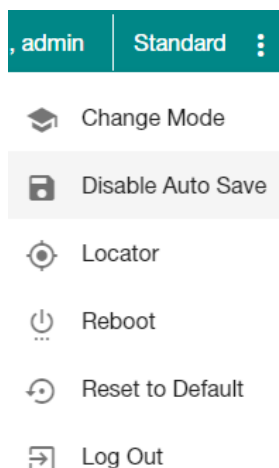 , admin Standard
Change Mode
Disable Auto Save
Locator
Reboot
Reset to Default
Log Out